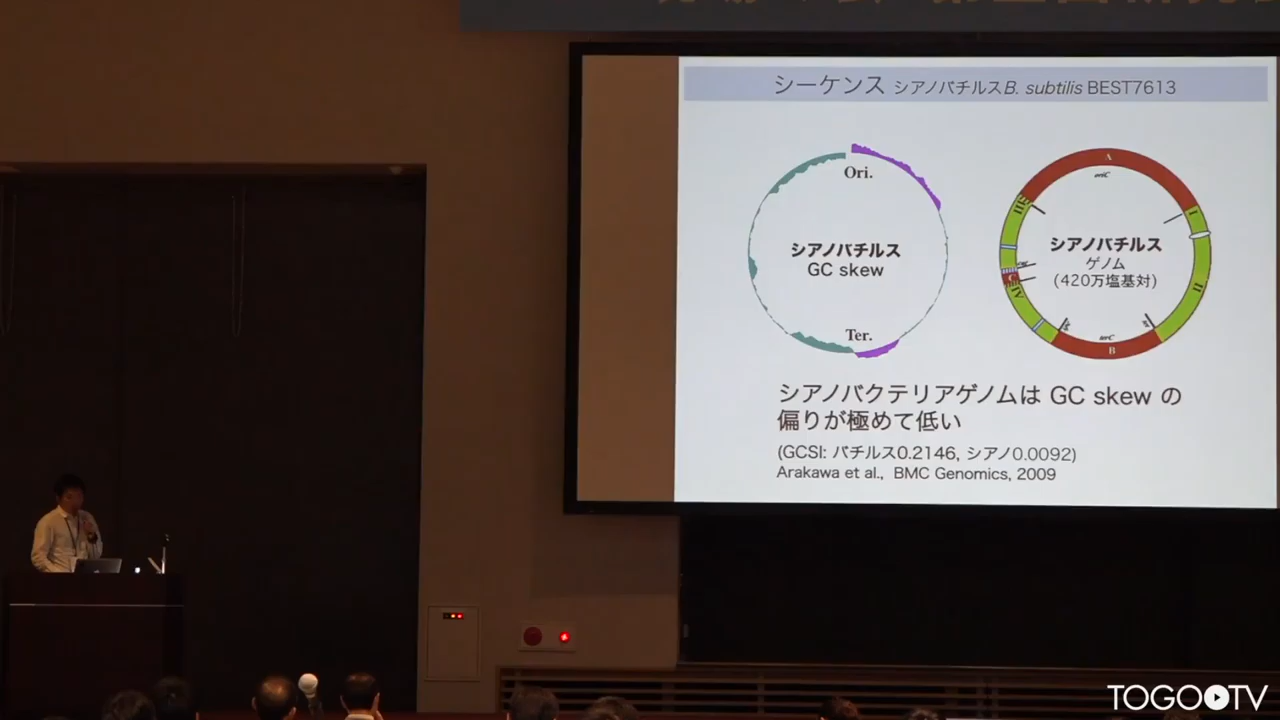 シーケンス シアノバチルスB. subtilis BEST7613
Ori.
シアノバチルス
GC skew
Ter.
A
oriC
I
II
III
IV
C
シアノバチルス
ゲノム
(420万塩基対)
terC
B
シアノバクテリアゲノムは GC skew の
偏りが極めて低い
(GCSI: バチルス0.2146, シアノ0.0092)
Arakawa et al., BMC Genomics, 2009
TOGO TV